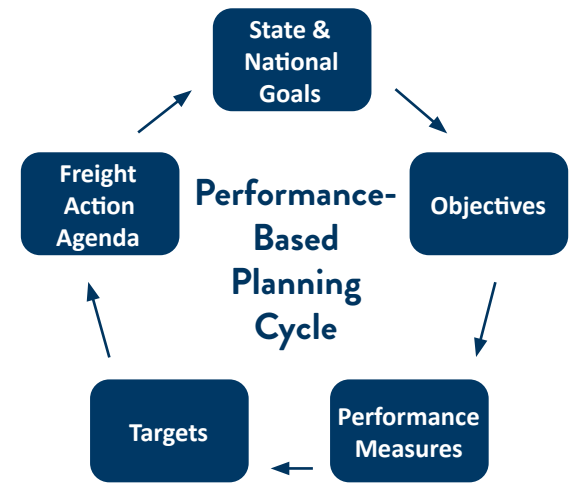 State &
National
Goals
Freight
Action
Agenda
Performance-
Based
Planning
Cycle
Objectives
Targets
Performance
Measures